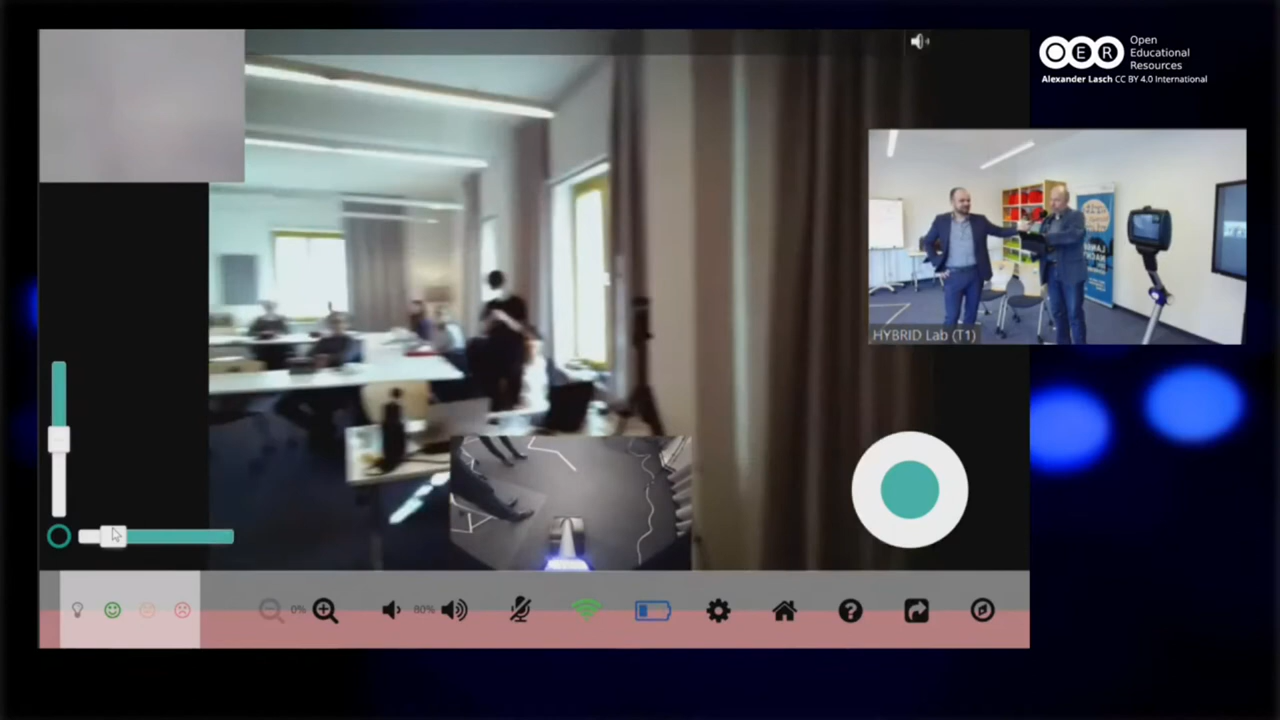 OER
Open
Educational
Resources
Alexander Lasch CC BY 4.0 International
HYBRID Lab (T1)
0%
80%